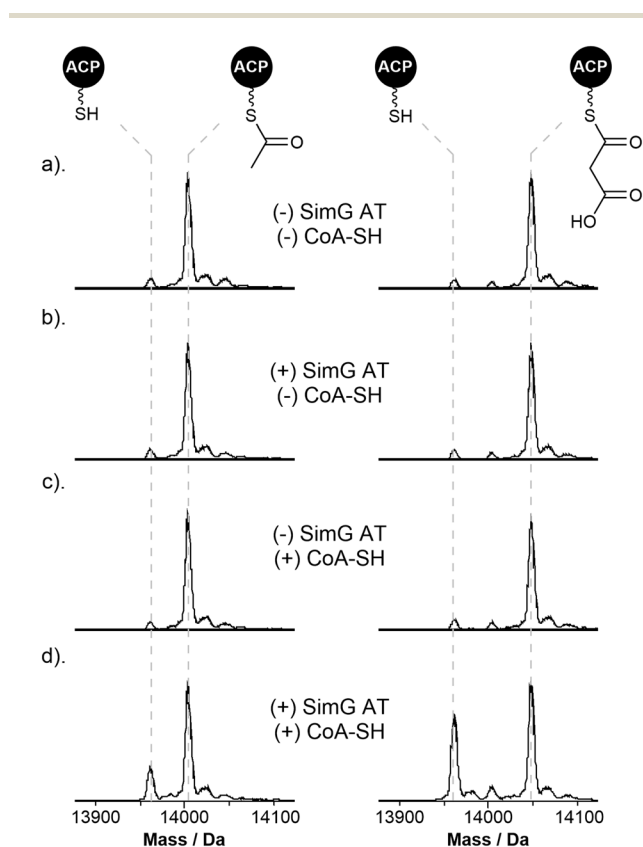 ACP
SH
ACP
S
O
ACP
SH
ACP
S
O
O
HO
a).
(-) SimG AT
(-) CoA-SH
b).
(+) SimG AT
(-) CoA-SH
c).
(-) SimG AT
(+) CoA-SH
d).
(+) SimG AT
(+) CoA-SH
13900 14000 14100 13900 14000 14100
Mass / Da Mass / Da